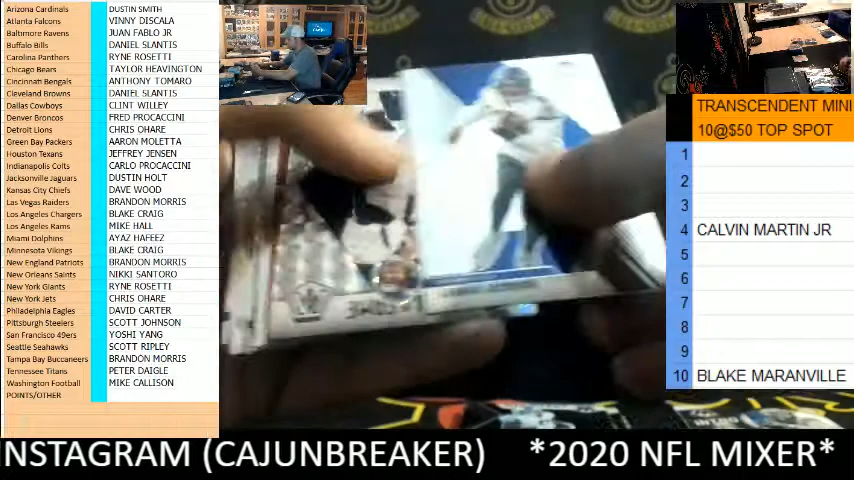 Arizona Cardinals DUSTIN SMITH
Atlanta Falcons VINNY DISCALA
Baltimore Ravens JUAN FABLO JR
Buffalo Bills DANIEL SLANTIS
Carolina Panthers RYNE ROSETTI
Chicago Bears TAYLOR HEAVINGTON
Cincinnati Bengals ANTHONY TOMARO
Cleveland Browns DANIEL SLANTIS
Dallas Cowboys CLINT WILLEY
Denver Broncos FRED PROCACCINI
Detroit Lions CHRIS OHARE
Green Bay Packers AARON MOLETTA
Houston Texans JEFFREY JENSEN
Indianapolis Colts CARLO PROCACCINI
Jacksonville Jaguars DUSTIN HOLT
Kansas City Chiefs DAVE WOOD
Las Vegas Raiders BRANDON MORRIS
Los Angeles Chargers BLAKE CRAIG
Los Angeles Rams MIKE HALL
Miami Dolphins AYAZ HAFEEZ
Minnesota Vikings BLAKE CRAIG
New England Patriots BRANDON MORRIS
New Orleans Saints NIKKI SANTORO
New York Giants RYNE ROSETTI
New York Jets CHRIS OHARE
Philadelphia Eagles DAVID CARTER
Pittsburgh Steelers SCOTT JOHNSON
San Francisco 49ers YOSHI YANG
Seattle Seahawks SCOTT RIPLEY
Tampa Bay Buccaneers BRANDON MORRIS
Tennessee Titans PETER DAIGLE
Washington Football MIKE CALLISON
POINTS/OTHER
TRANSCENDENT MINI
10@$50 TOP SPOT
1
2
3
4 CALVIN MARTIN JR
5
6
7
8
9
10 BLAKE MARANVILLE
INSTAGRAM (CAJUNBREAKER) *2020 NFL MIXER*